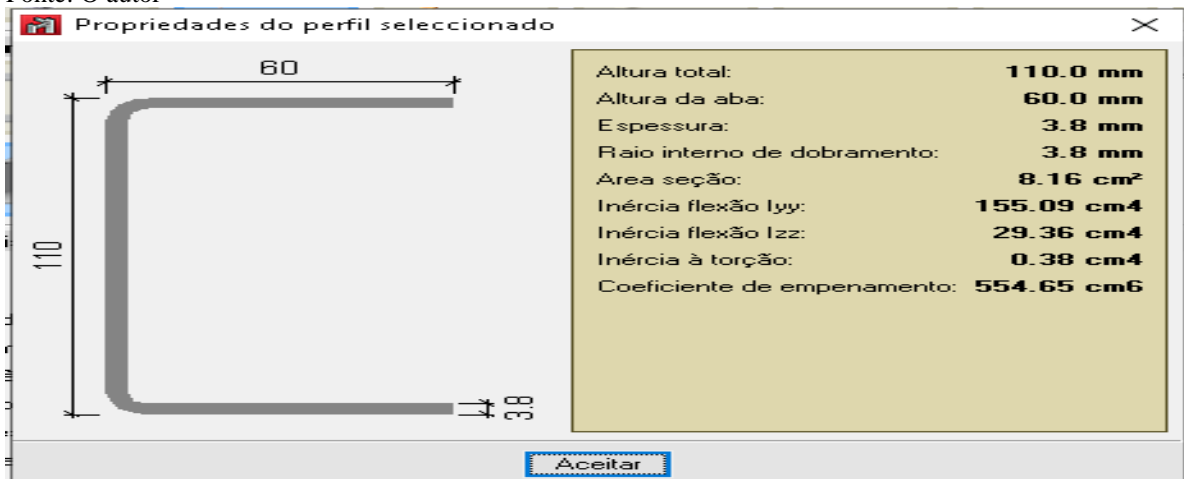 Fonte: O autor
Propriedades do perfil seleccionado
60
110
3.8
Altura total: 110.0 mm
Altura da aba: 60.0 mm
Espessura: 3.8 mm
Raio interno de dobramento: 3.8 mm
Area seção: 8.16 cm²
Inércia flexão Iyy: 155.09 cm4
Inércia flexão Izz: 29.36 cm4
Inércia à torção: 0.38 cm4
Coeficiente de empenamento: 554.65 cm6
Aceitar